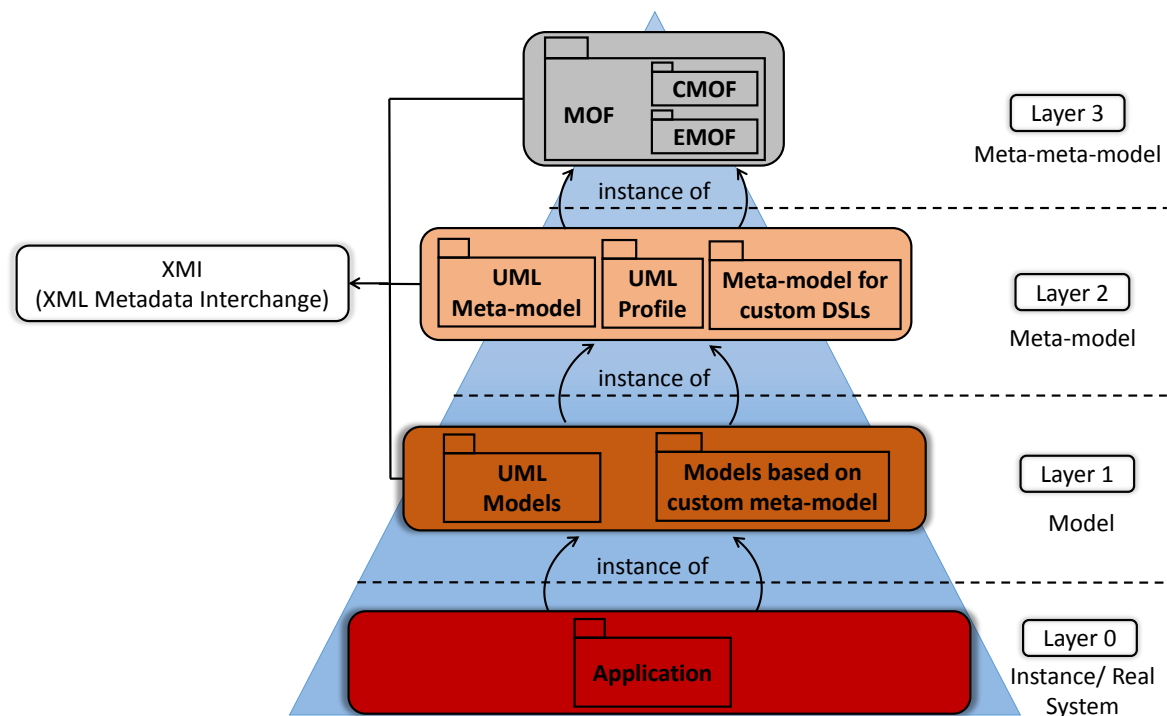 CMOF
MOF
EMOF
Layer 3
Meta-meta-model
instance of
XMI
(XML Metadata Interchange)
UML
Meta-model
UML
Profile
Meta-model for
custom DSLs
Layer 2
Meta-model
instance of
UML
Models
Models based on
custom meta-model
Layer 1
Model
instance of
Application
Layer 0
Instance/ Real
System